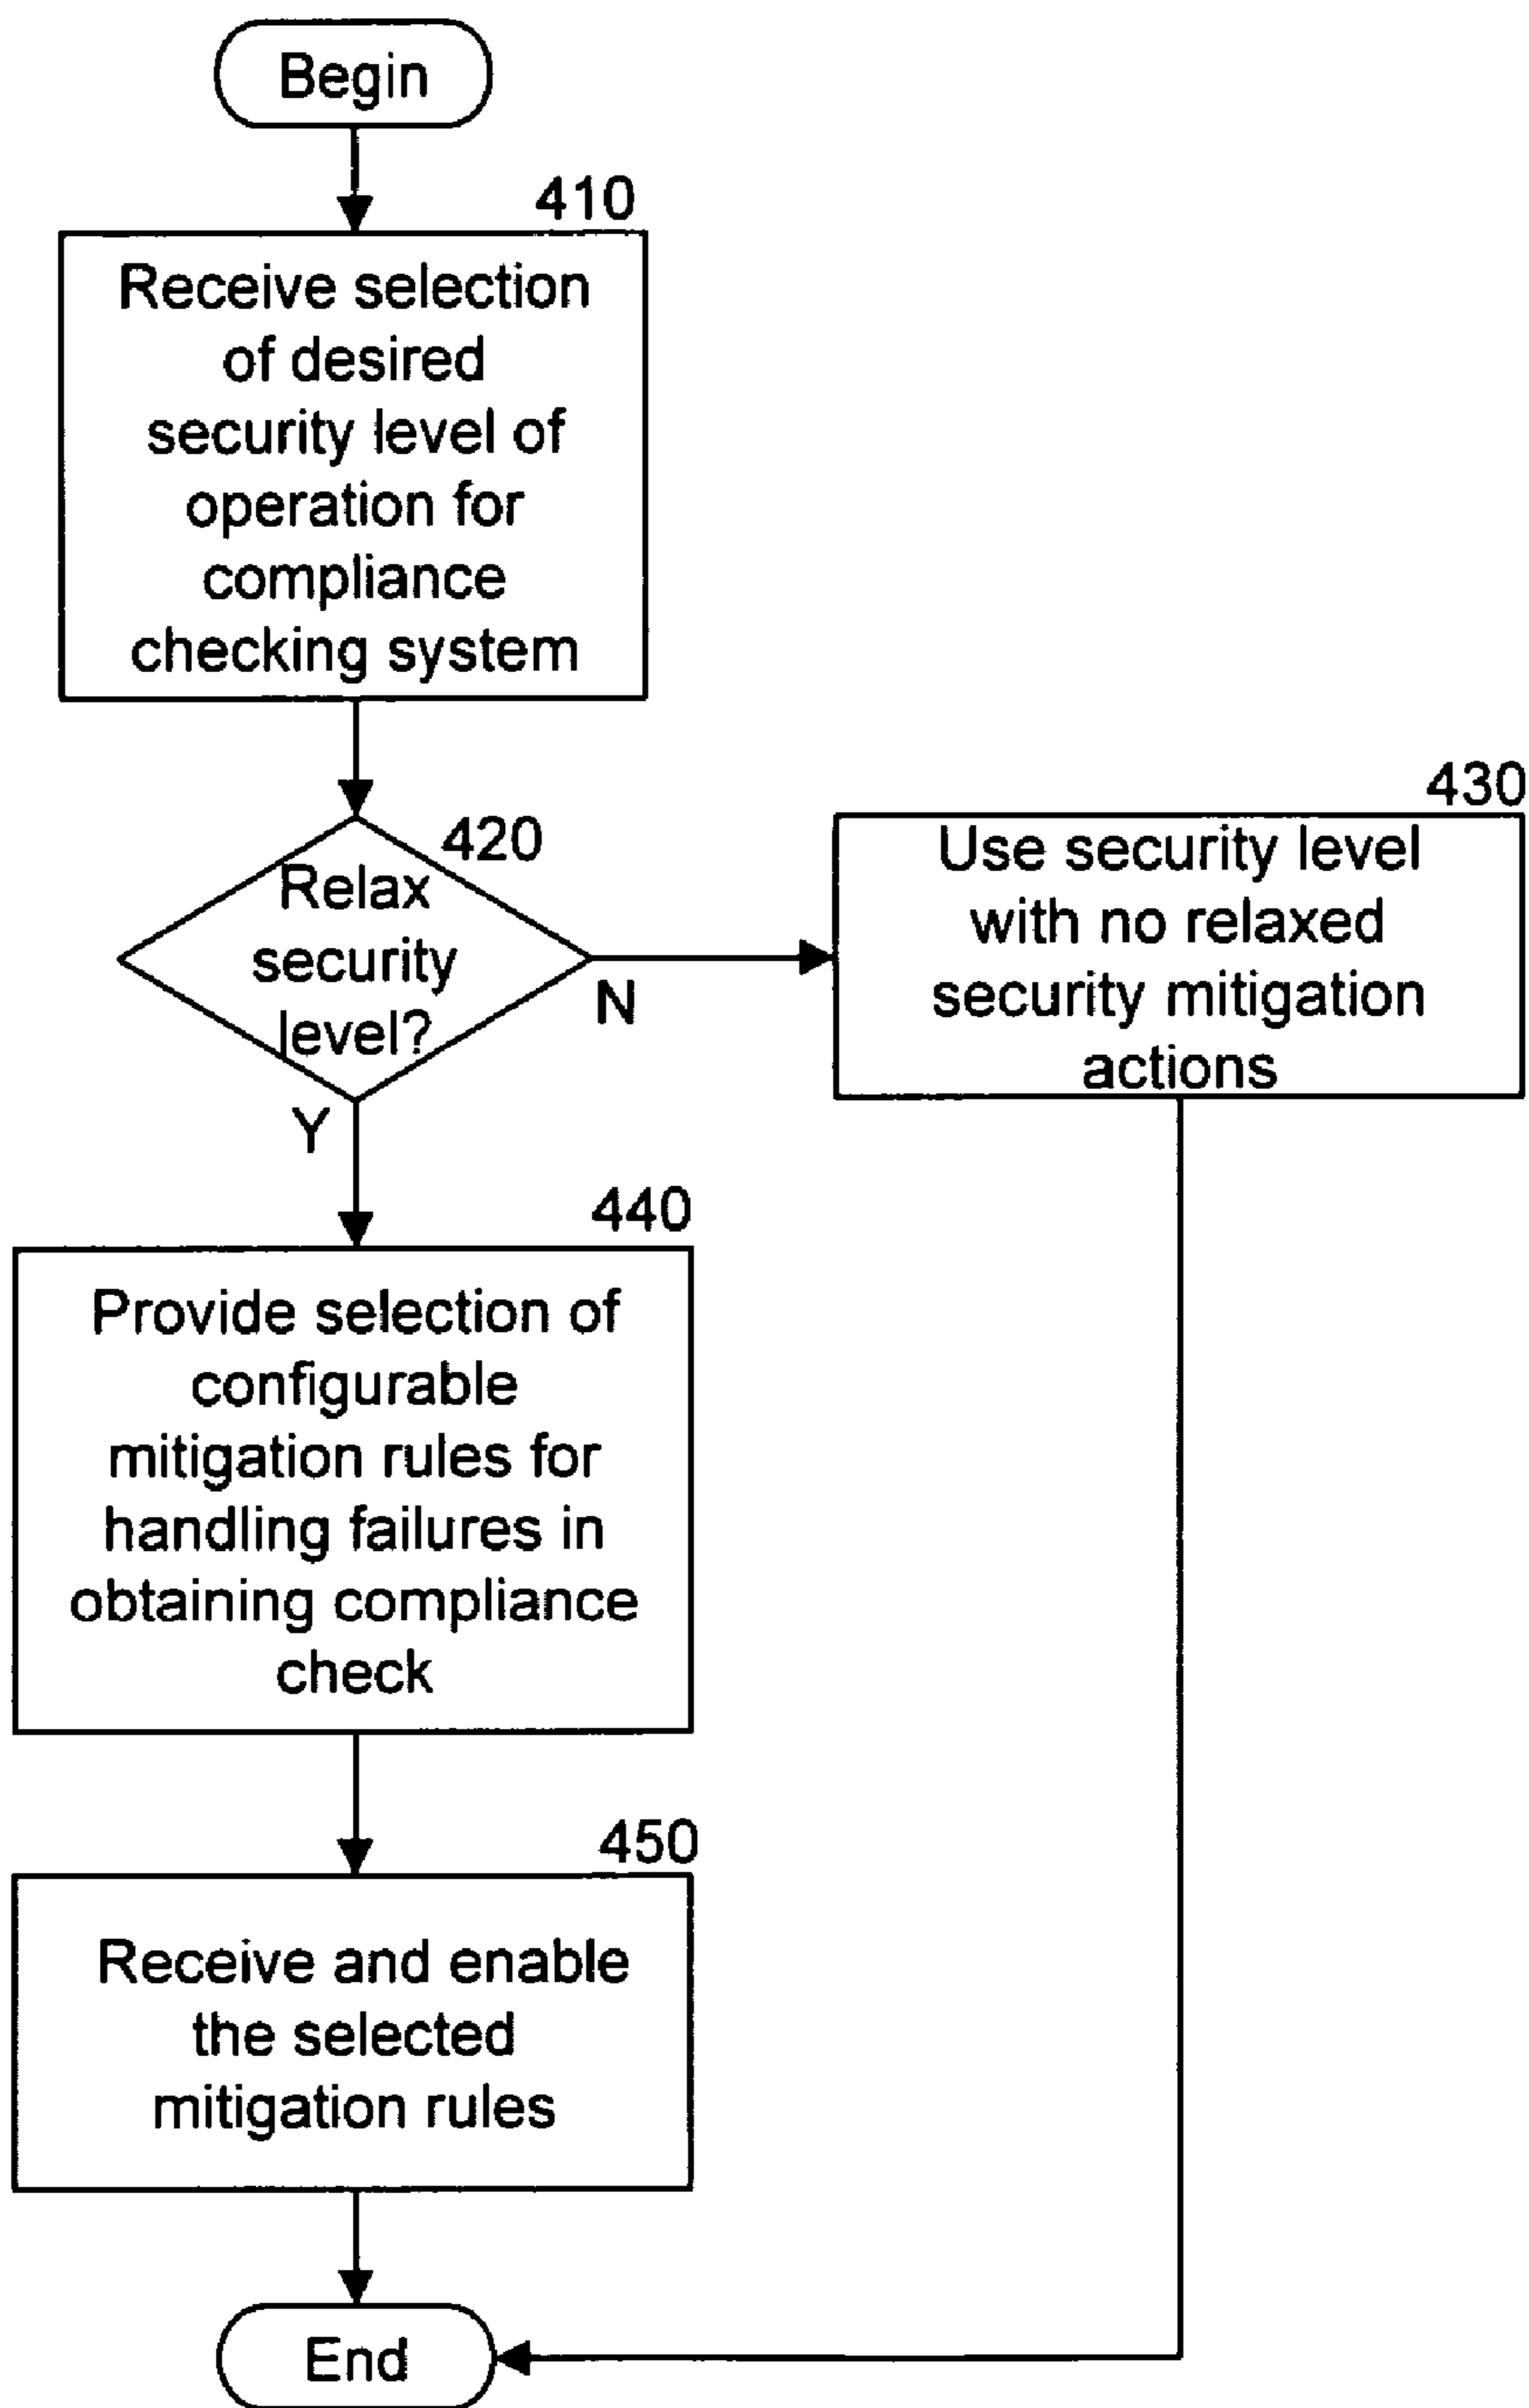 Begin
410
Receive selection
of desired
security level of
operation for
compliance
checking system
420
Relax
security
level?
N
Y
430
Use security level
with no relaxed
security mitigation
actions
440
Provide selection of
configurable
mitigation rules for
handling failures in
obtaining compliance
check
450
Receive and enable
the selected
mitigation rules
End